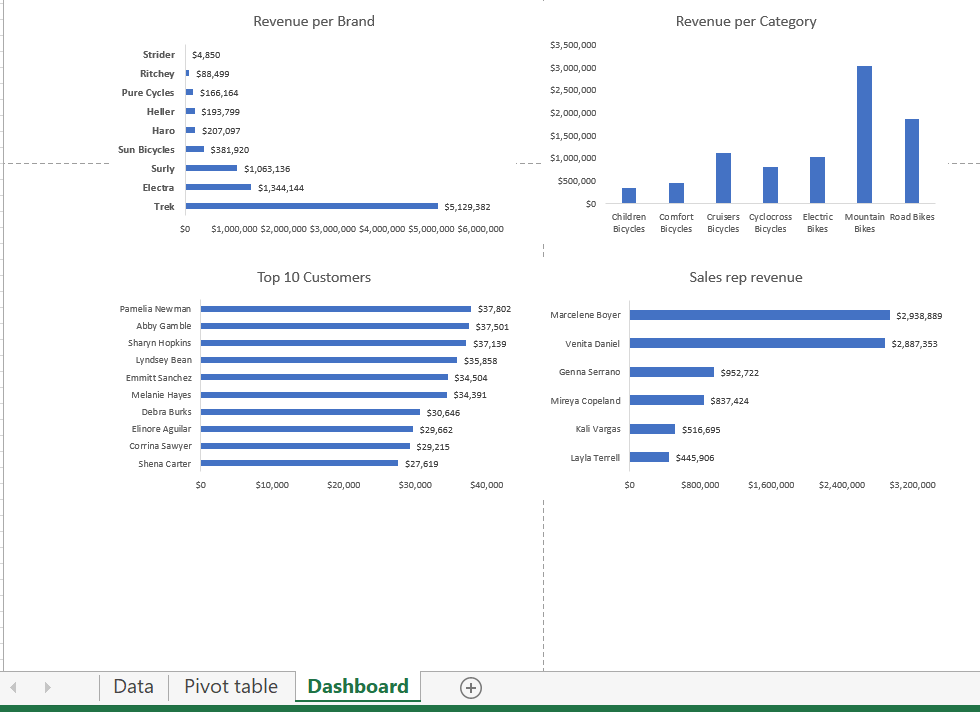 Revenue per Brand
Strider $4,850
Ritchey $88,499
Pure Cycles $166,164
Heller $193,799
Haro $207,097
Sun Bicycles $381,920
Surly $1,063,136
Electra $1,344,144
Trek $5,129,382
$0 $1,000,000 $2,000,000 $3,000,000 $4,000,000 $5,000,000 $6,000,000
Revenue per Category
$3,500,000
$3,000,000
$2,500,000
$2,000,000
$1,500,000
$1,000,000
$500,000
$0
Children Comfort Cruisers Cyclocross Electric Mountain Road Bikes
Bicycles Bicycles Bicycles Bicycles Bikes Bikes
Top 10 Customers
Pamelia Newman $37,802
Abby Gamble $37,501
Sharyn Hopkins $37,139
Lyndsey Bean $35,858
Emmitt Sanchez $34,504
Melanie Hayes $34,391
Debra Burks $30,646
Elinore Aguilar $29,662
Corrina Sawyer $29,215
Shena Carter $27,619
$0 $10,000 $20,000 $30,000 $40,000
Sales rep revenue
Marcelene Boyer $2,938,889
Venita Daniel $2,887,353
Genna Serrano $952,722
Mireya Copeland $837,424
Kali Vargas $516,695
Layla Terrell $445,906
$0 $800,000 $1,600,000 $2,400,000 $3,200,000
Data Pivot table Dashboard